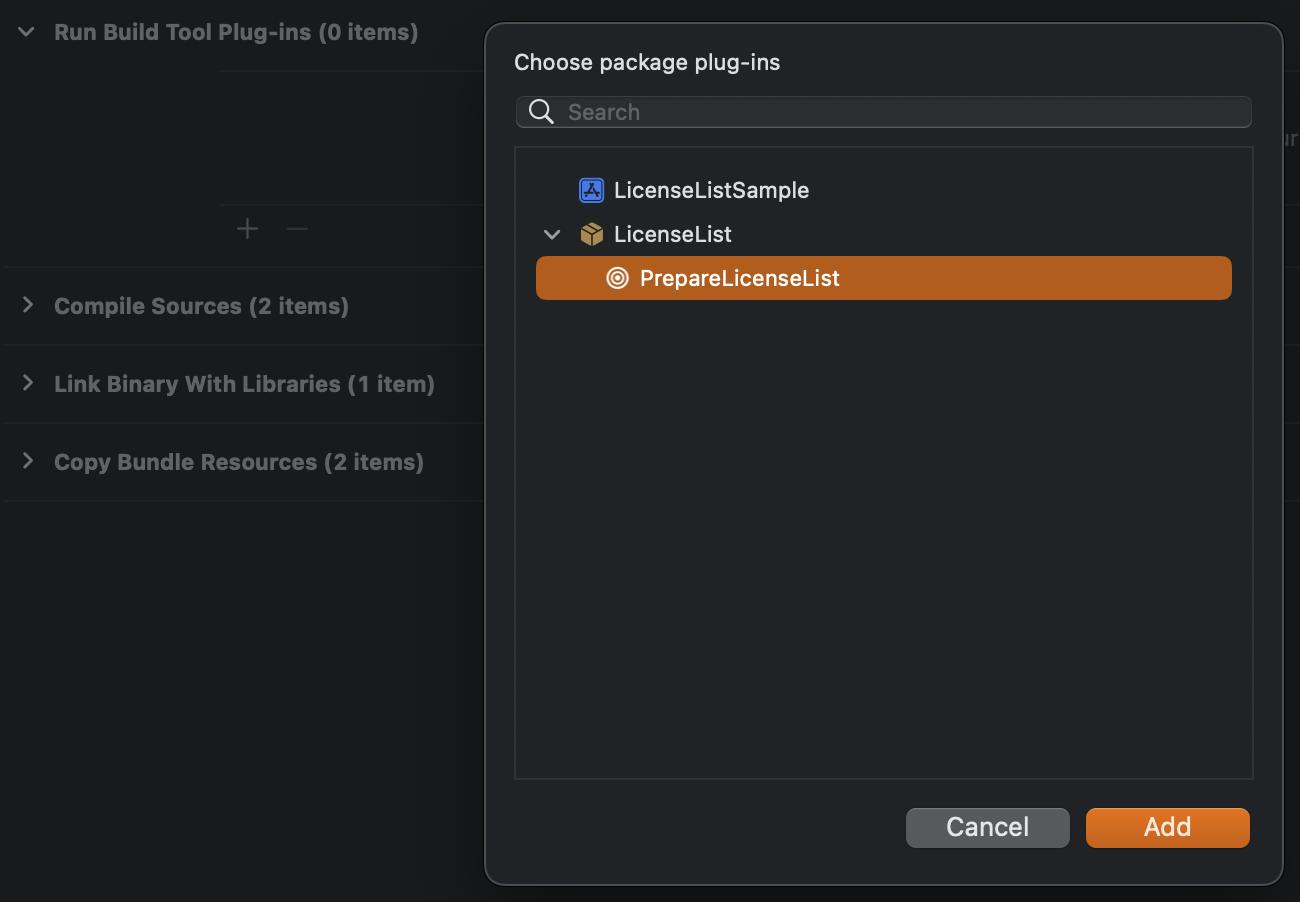 Run Build Tool Plug-ins (0 items)
Compile Sources (2 items)
Link Binary With Libraries (1 item)
Copy Bundle Resources (2 items)
Choose package plug-ins
Search
LicenseListSample
LicenseList
PrepareLicenseList
Cancel
Add